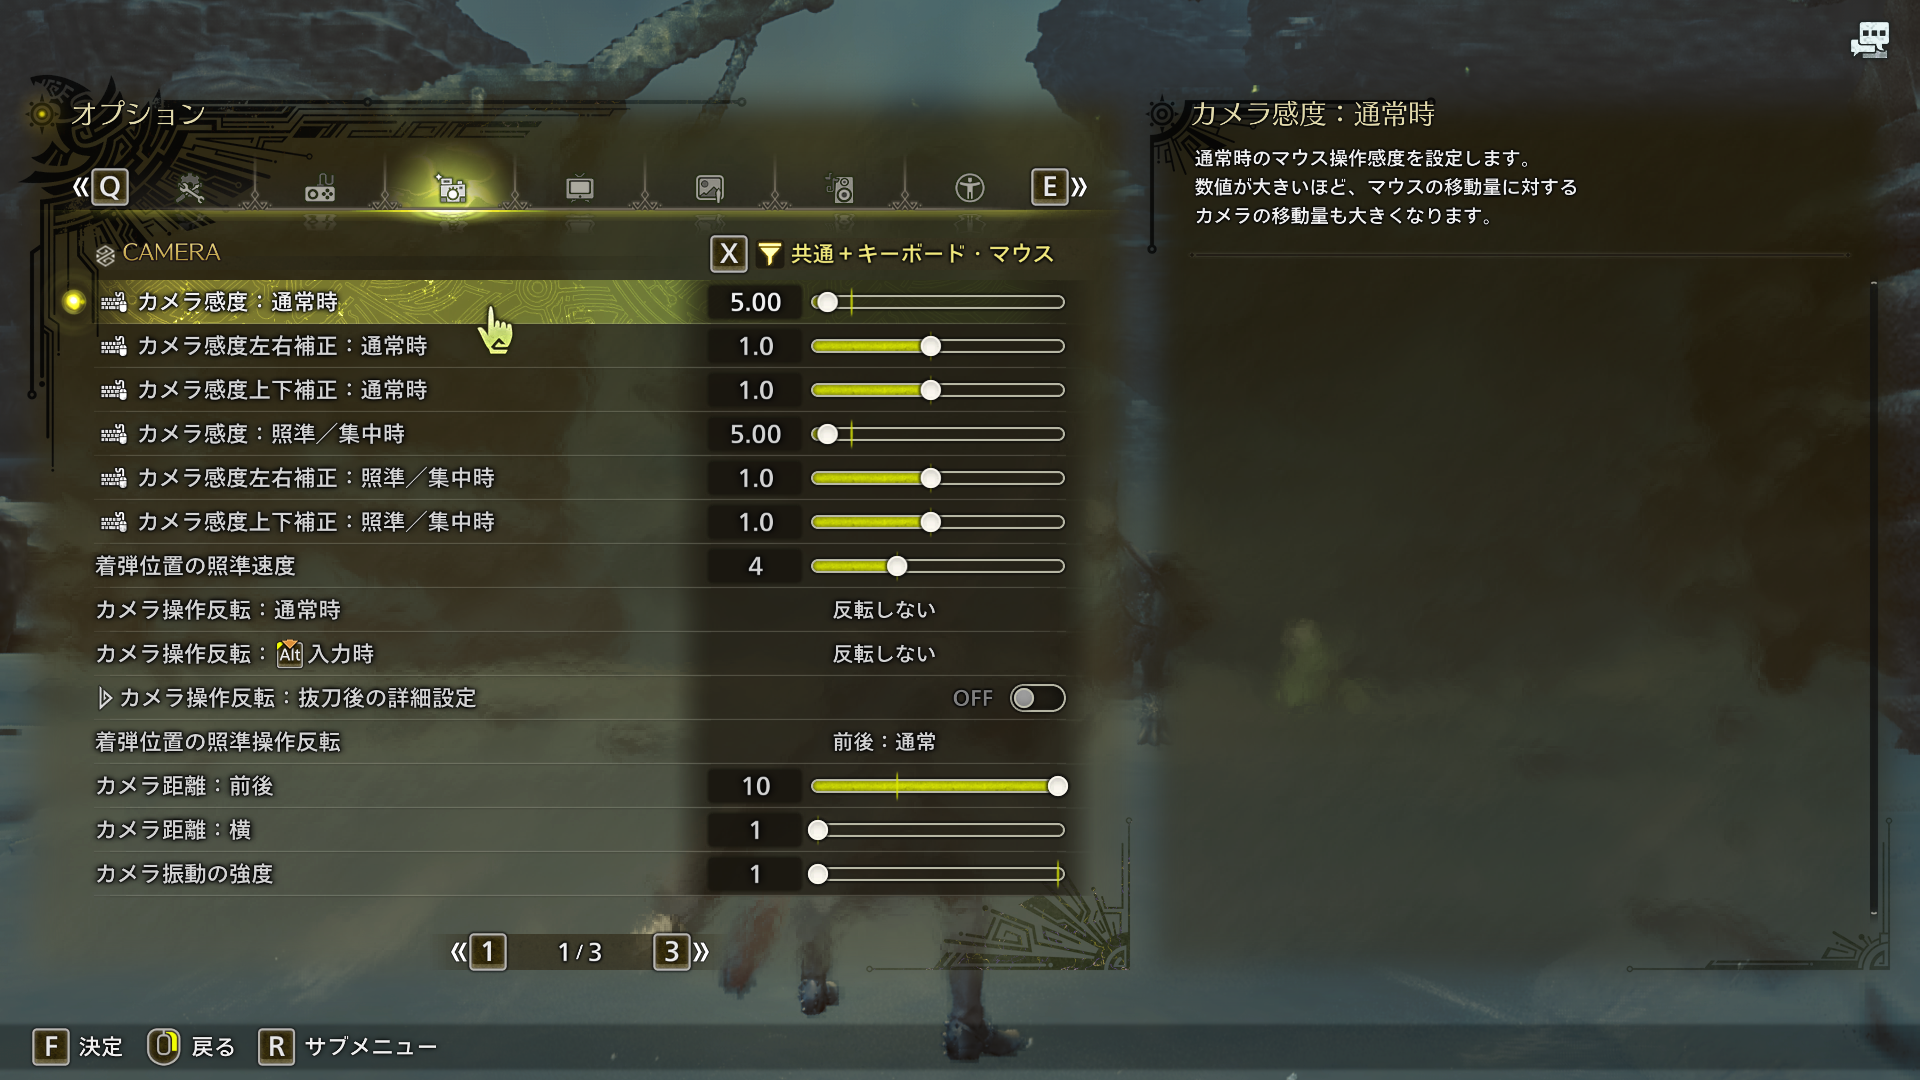 オプション
Q
E
CAMERA
X 共通+キーボード・マウス
カメラ感度：通常時 5.00
カメラ感度左右補正：通常時 1.0
カメラ感度上下補正：通常時 1.0
カメラ感度：照準／集中時 5.00
カメラ感度左右補正：照準／集中時 1.0
カメラ感度上下補正：照準／集中時 1.0
着弾位置の照準速度 4
カメラ操作反転：通常時 反転しない
カメラ操作反転：Alt入力時 反転しない
カメラ操作反転：抜刀後の詳細設定 OFF
着弾位置の照準操作反転 前後：通常
カメラ距離：前後 10
カメラ距離：横 1
カメラ振動の強度 1
1 1/3 3
カメラ感度：通常時
通常時のマウス操作感度を設定します。
数値が大きいほど、マウスの移動量に対する
カメラの移動量も大きくなります。
F 決定 戻る R サブメニュー